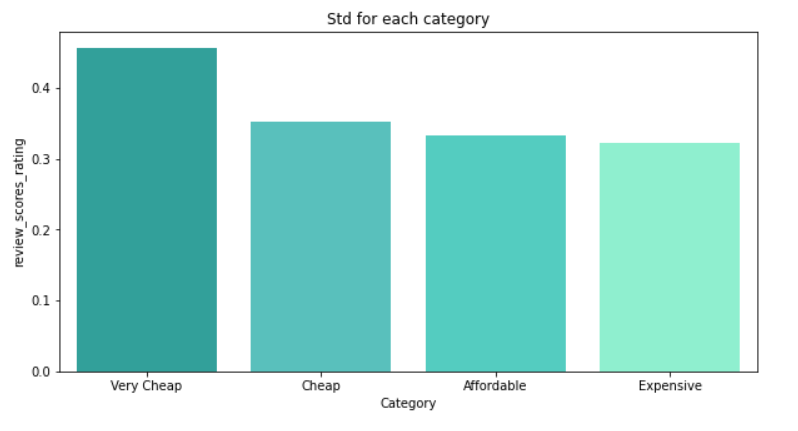 Std for each category
review_scores_rating
0.4
0.3
0.2
0.1
0.0
Very Cheap
Cheap
Affordable
Expensive
Category